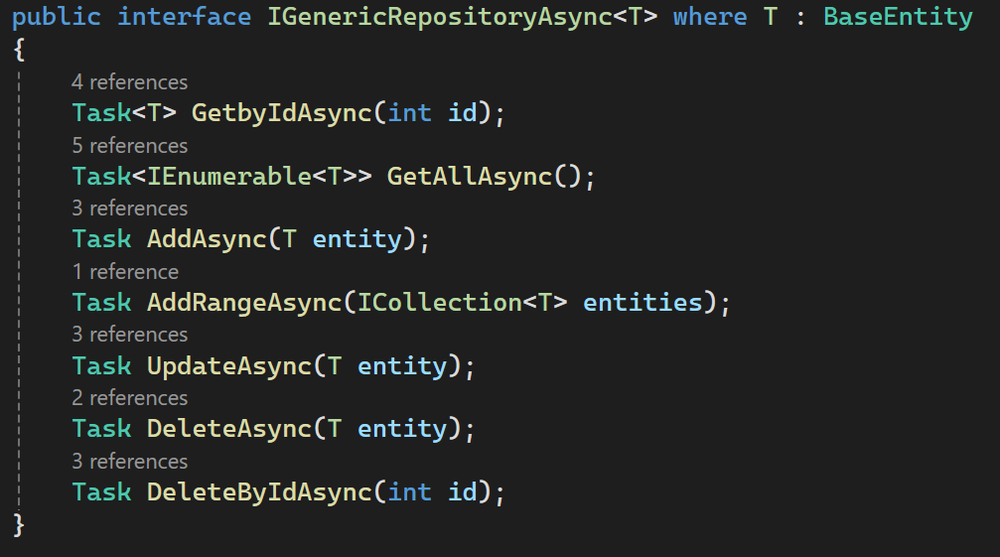 public interface IGenericRepositoryAsync<T> where T : BaseEntity
{
4 references
Task<T> GetbyIdAsync(int id);
5 references
Task<IEnumerable<T>> GetAllAsync();
3 references
Task AddAsync(T entity);
1 reference
Task AddRangeAsync(ICollection<T> entities);
3 references
Task UpdateAsync(T entity);
2 references
Task DeleteAsync(T entity);
3 references
Task DeleteByIdAsync(int id);
}